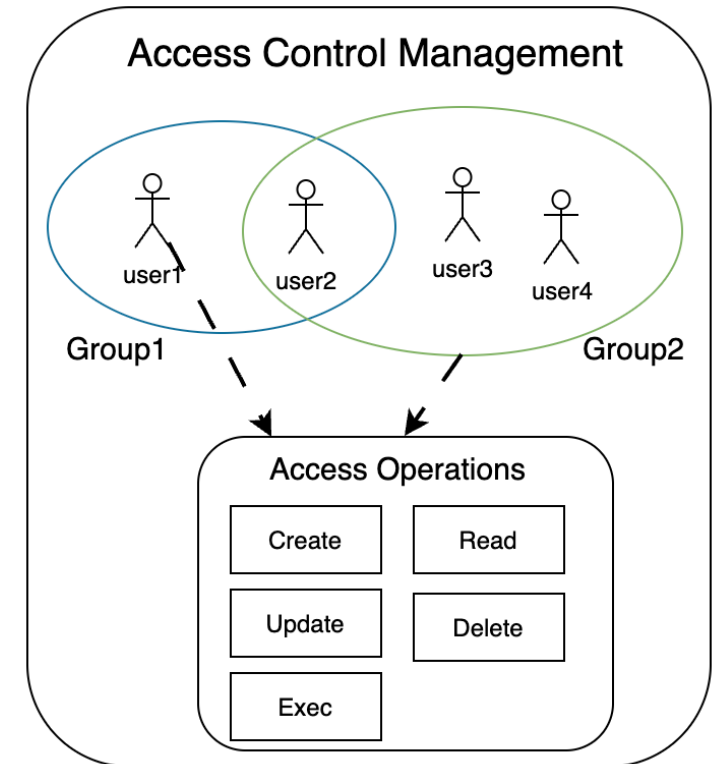 Access Control Management
user1
user2
user3
user4
Group1
Group2
Access Operations
Create
Read
Update
Delete
Exec